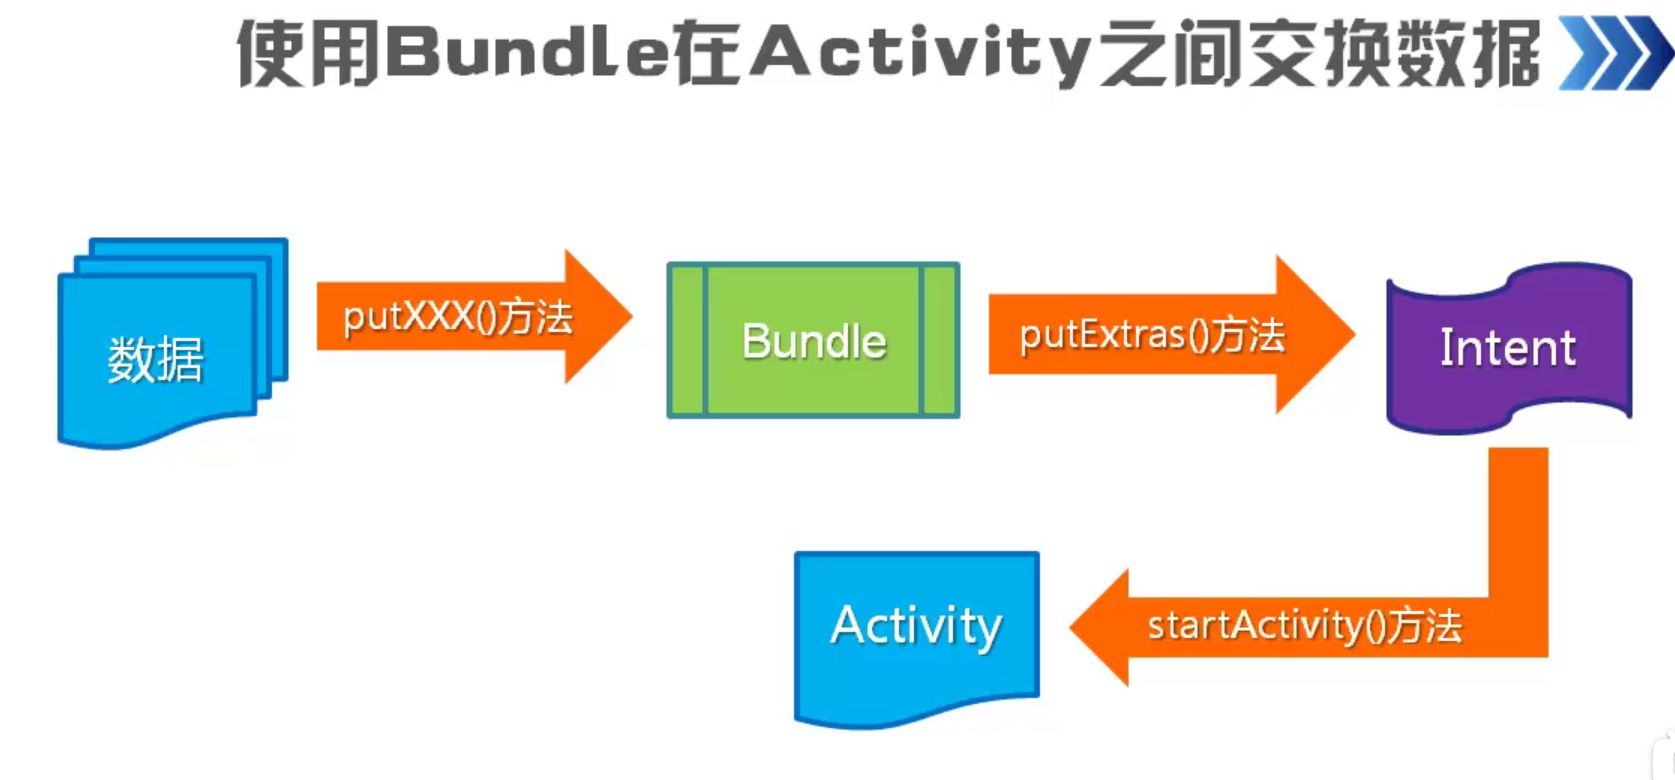 使用Bundle在Activity之间交换数据
数据
putXXX()方法
Bundle
putExtras()方法
Intent
startActivity()方法
Activity